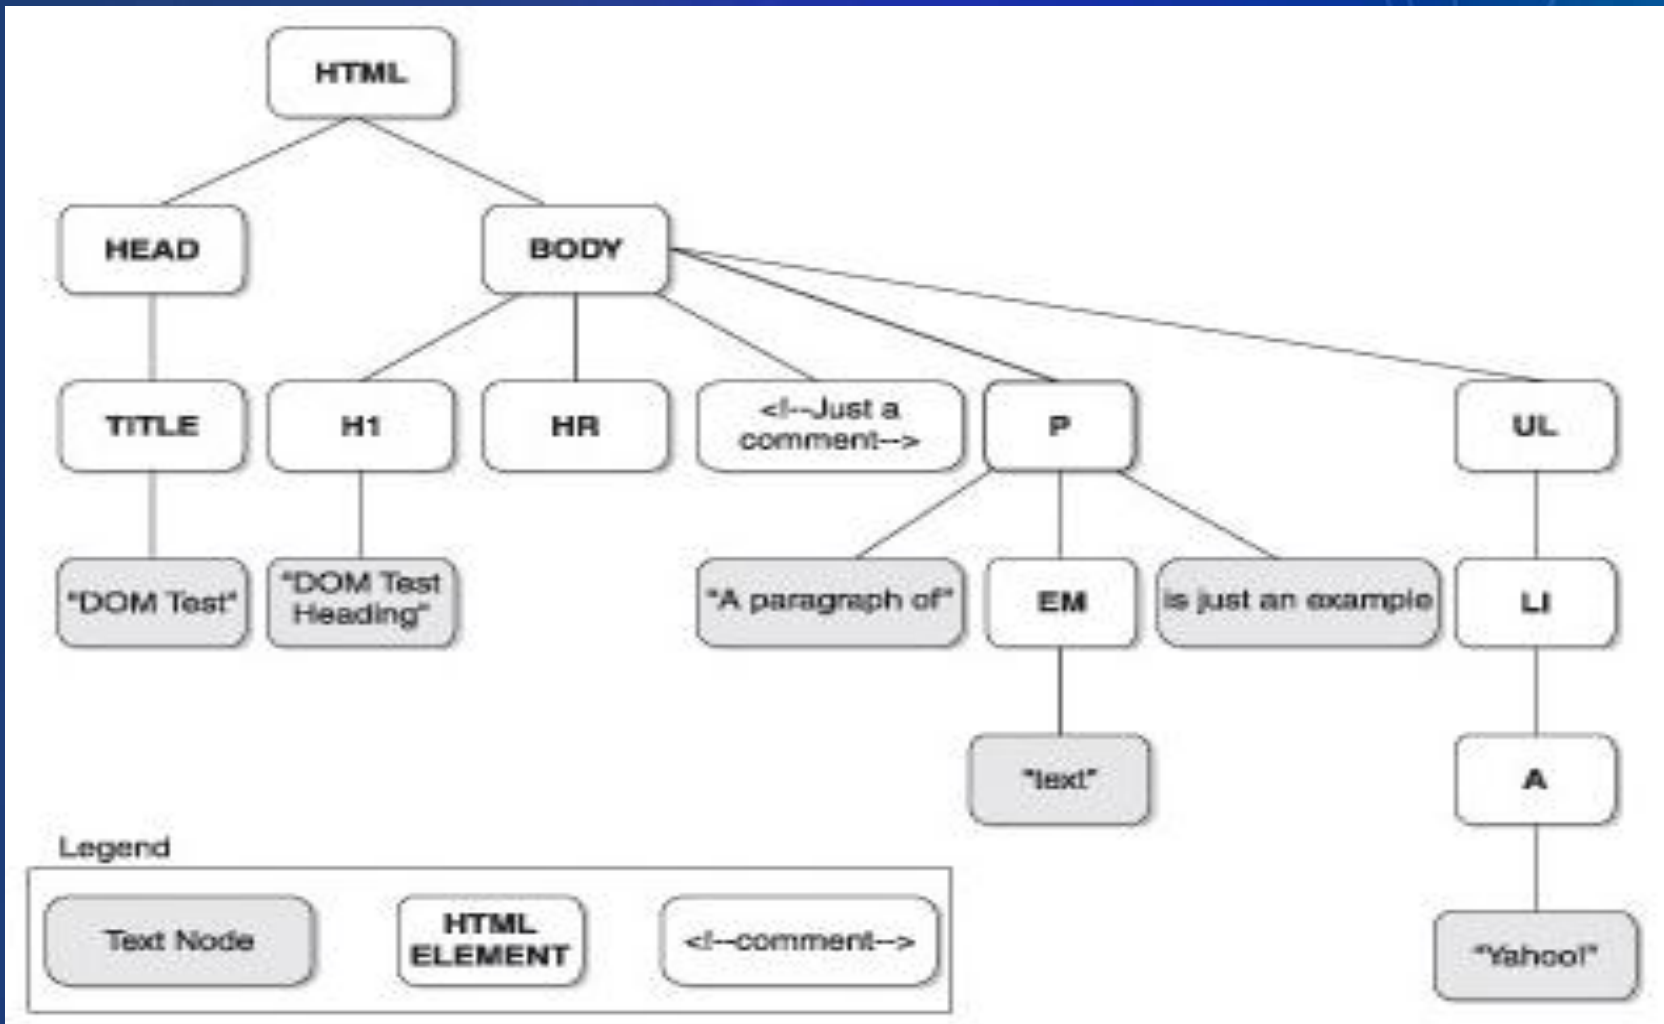 HTML
HEAD
BODY
TITLE
H1
HR
<!--Just a
comment-->
P
UL
"DOM Test"
"DOM Test
Heading"
"A paragraph of"
EM
is just an example
LI
"text"
A
"Yahoo!"
Legend
Text Node
HTML
ELEMENT
<!--comment-->